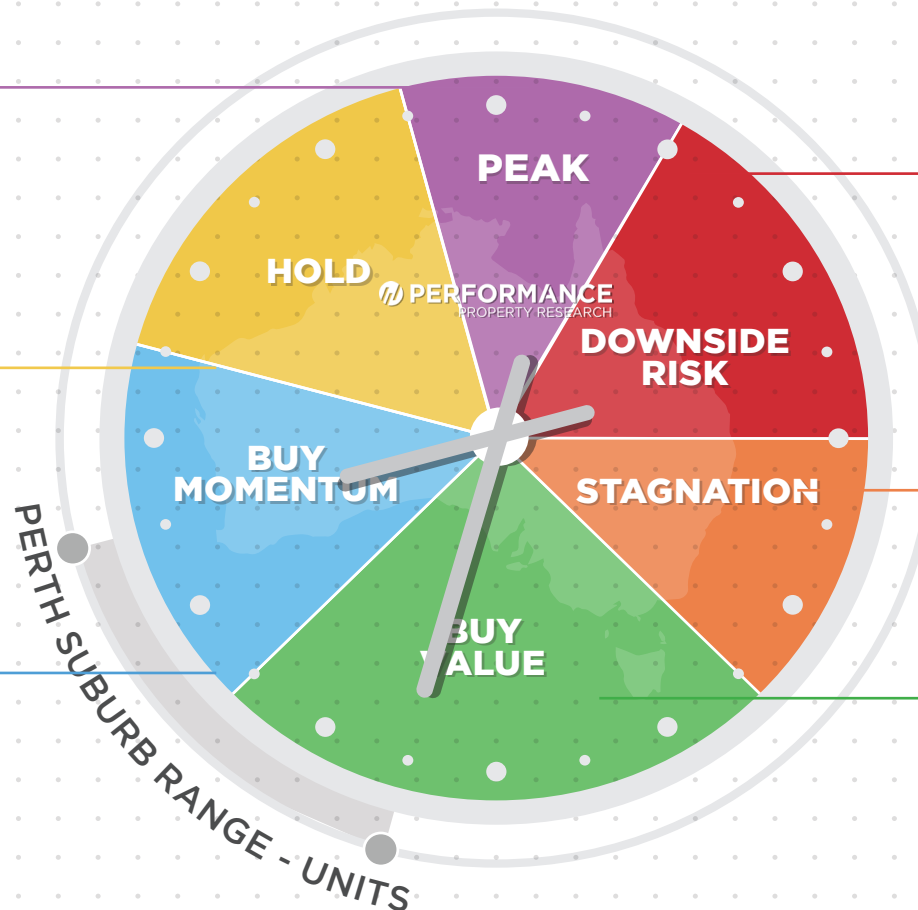 PEAK
HOLD
PERFORMANCE
PROPERTY RESEARCH
DOWNSIDE
RISK
BUY
MOMENTUM
STAGNATION
BUY
VALUE
PERTH SUBURB RANGE - UNITS